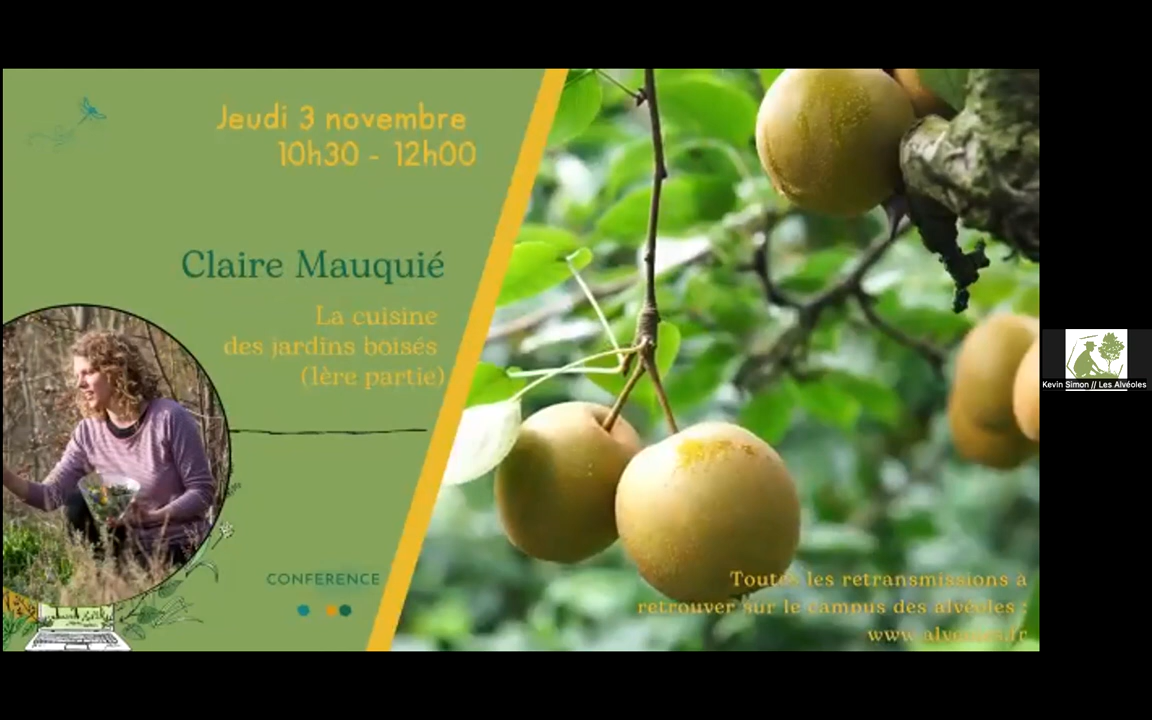 Jeudi 3 novembre
10h30 - 12h00
Claire Mauquié
La cuisine
des jardins boisés
(1ère partie)
CONFERENCE
Toutes les retransmissions à
retrouver sur le campus des alvéoles :
www.alveoles.fr
Kevin Simon // Les Alvéoles